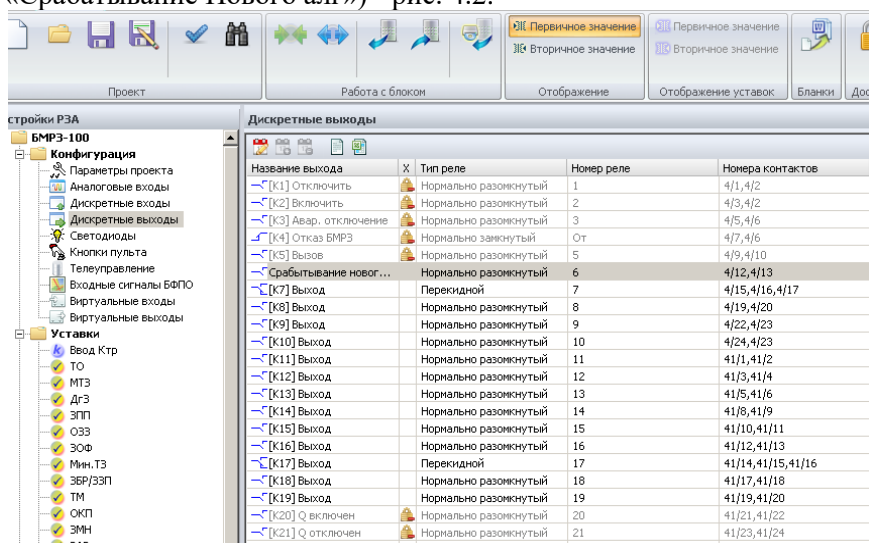 «Срабатывание Нового алг») – рис. 4.2.
Первичное значение
Первичное значение
Вторичное значение
Вторичное значение
Проект
Работа с блоком
Отображение
Отображение уставок
Бланки
Дос
стройки РЗА
Дискретные выходы
БМРЗ-100
Конфигурация
Параметры проекта
Аналоговые входы
Дискретные входы
Дискретные выходы
Светодиоды
Кнопки пульта
Телеуправление
Входные сигналы БФПО
Виртуальные входы
Виртуальные выходы
Уставки
Ввод Ктр
ТО
МТЗ
ДгЗ
ЗПП
ОЗЗ
ЗОФ
Мин.ТЗ
ЗБР/ЗЗП
ТМ
ОКП
ЗМН
Название выхода X Тип реле Номер реле Номера контактов
[K1] Отключить Нормально разомкнутый 1 4/1,4/2
[K2] Включить Нормально разомкнутый 2 4/3,4/2
[K3] Авар. отключение Нормально разомкнутый 3 4/5,4/6
[K4] Отказ БМРЗ Нормально замкнутый От 4/7,4/6
[K5] Вызов Нормально разомкнутый 5 4/9,4/10
Срабытывание новог... Нормально разомкнутый 6 4/12,4/13
[K7] Выход Перекидной 7 4/15,4/16,4/17
[K8] Выход Нормально разомкнутый 8 4/19,4/20
[K9] Выход Нормально разомкнутый 9 4/22,4/23
[K10] Выход Нормально разомкнутый 10 4/24,4/23
[K11] Выход Нормально разомкнутый 11 41/1,41/2
[K12] Выход Нормально разомкнутый 12 41/3,41/4
[K13] Выход Нормально разомкнутый 13 41/5,41/6
[K14] Выход Нормально разомкнутый 14 41/8,41/9
[K15] Выход Нормально разомкнутый 15 41/10,41/11
[K16] Выход Нормально разомкнутый 16 41/12,41/13
[K17] Выход Перекидной 17 41/14,41/15,41/16
[K18] Выход Нормально разомкнутый 18 41/17,41/18
[K19] Выход Нормально разомкнутый 19 41/19,41/20
[K20] Q включен Нормально разомкнутый 20 41/21,41/22
[K21] Q отключен Нормально разомкнутый 21 41/23,41/24